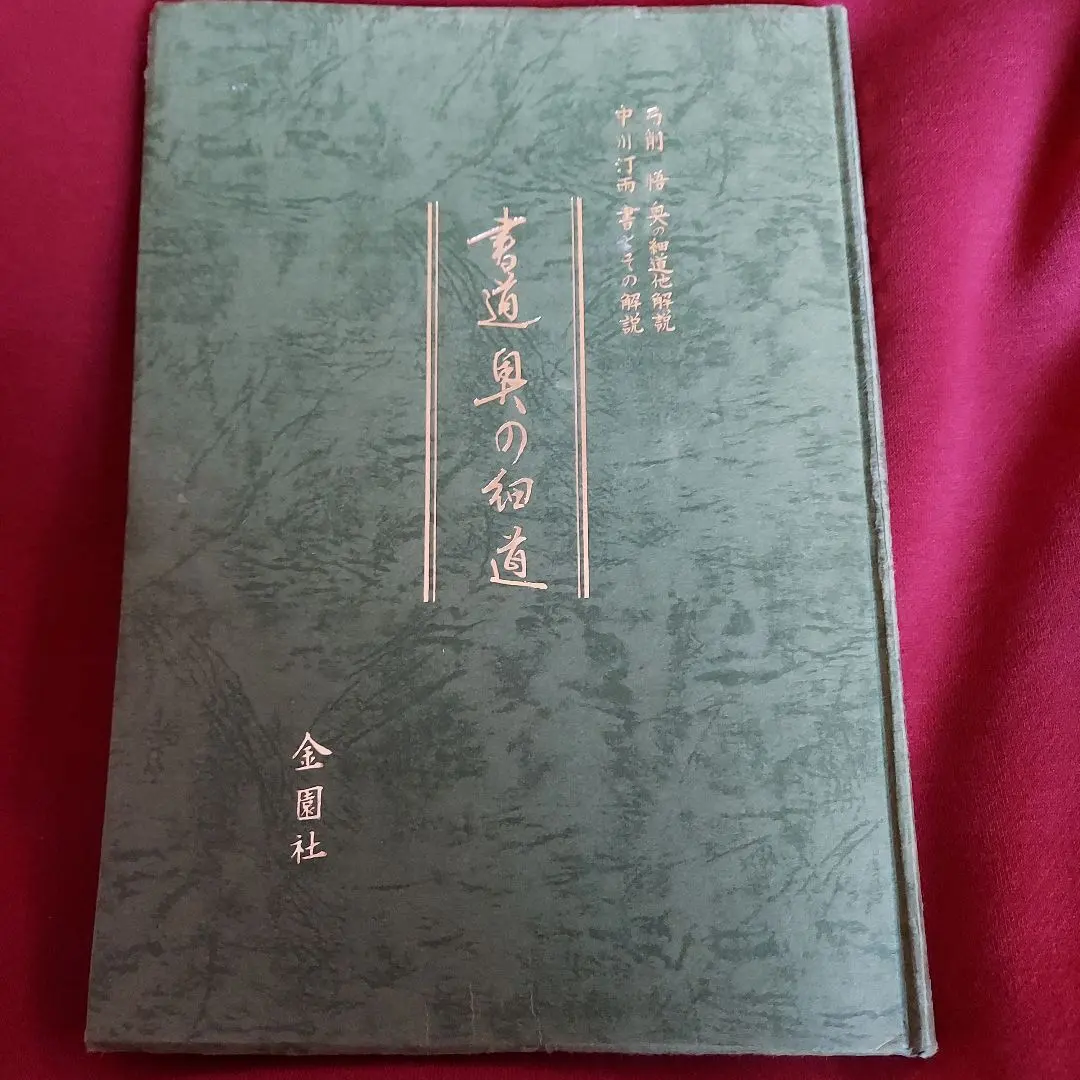 弓削悟 奥の細道他解説
中川汀雨 書とその解説
書道 奥の細道
金園社